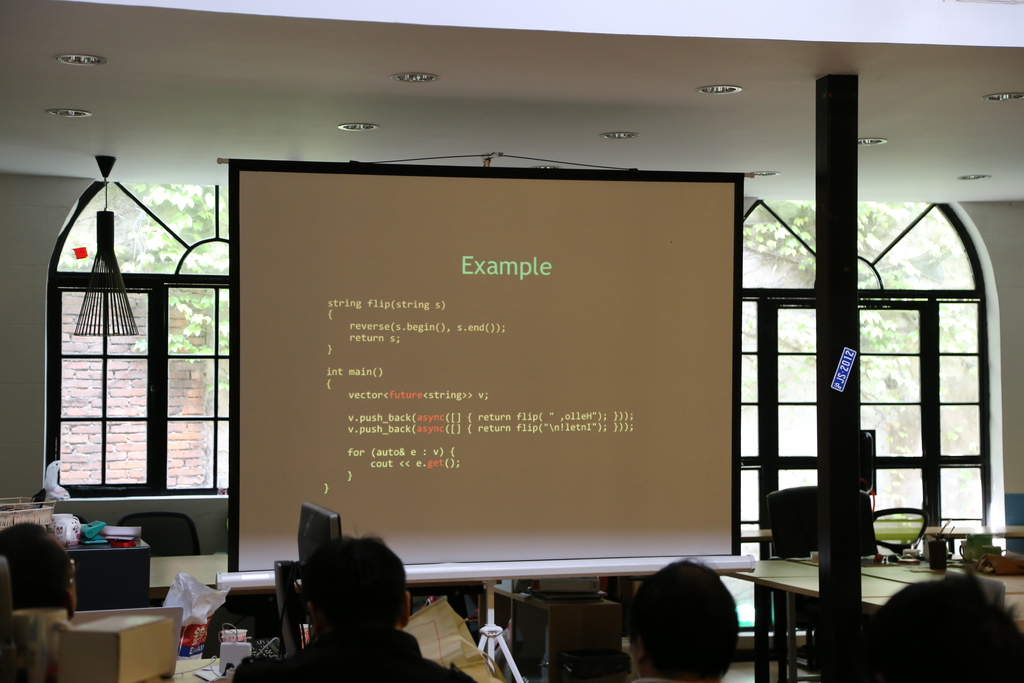 Example
string flip(string s)
{
    reverse(s.begin(), s.end());
    return s;
}
int main()
{
    vector<future<string>> v;
    v.push_back(async([] { return flip( " ,olleH"); }));
    v.push_back(async([] { return flip("\n!letnI"); }));
    for (auto& e : v) {
        cout << e.get();
    }
}
PJS 2012